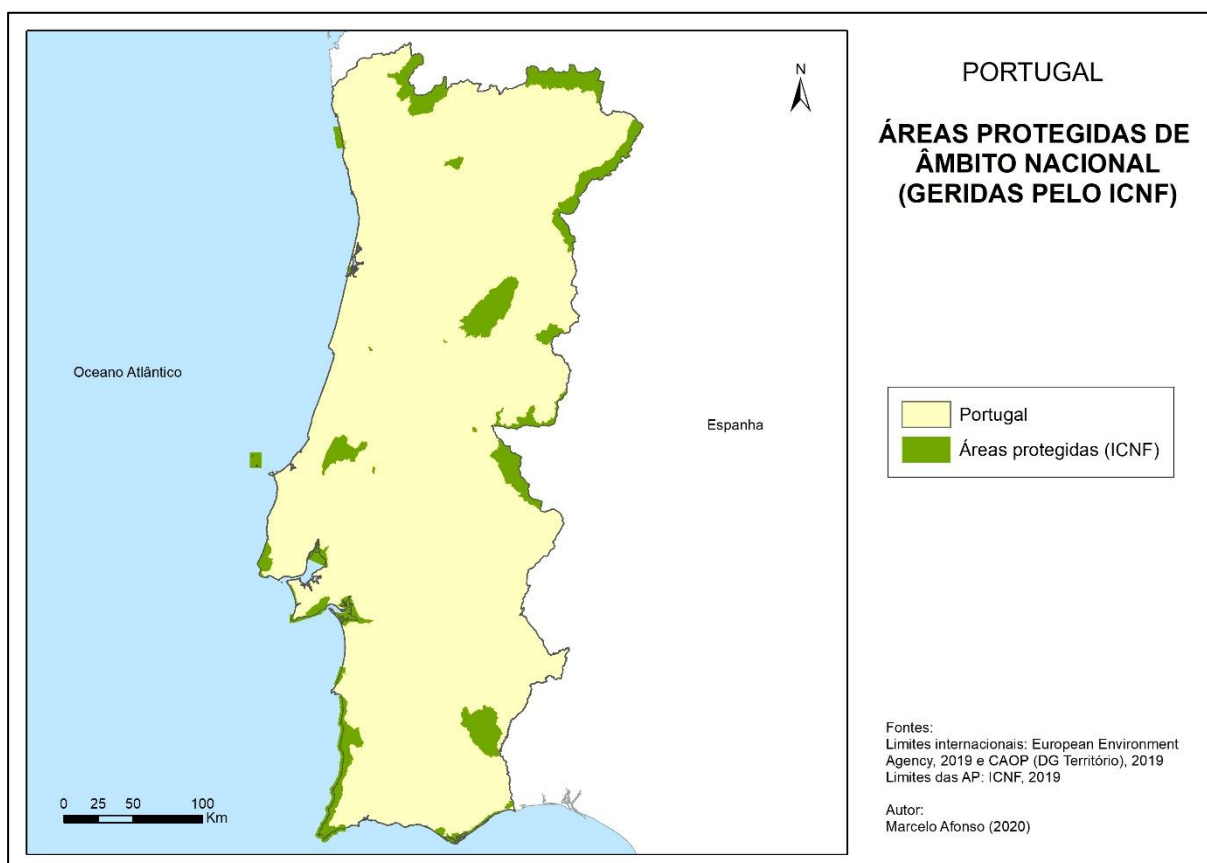 PORTUGAL
ÁREAS PROTEGIDAS DE
ÂMBITO NACIONAL
(GERIDAS PELO ICNF)
N
Oceano Atlântico
Espanha
Portugal
Áreas protegidas (ICNF)
0 25 50 100
Km
Fontes:
Limites internacionais: European Environment
Agency, 2019 e CAOP (DG Território), 2019
Limites das AP: ICNF, 2019
Autor:
Marcelo Afonso (2020)